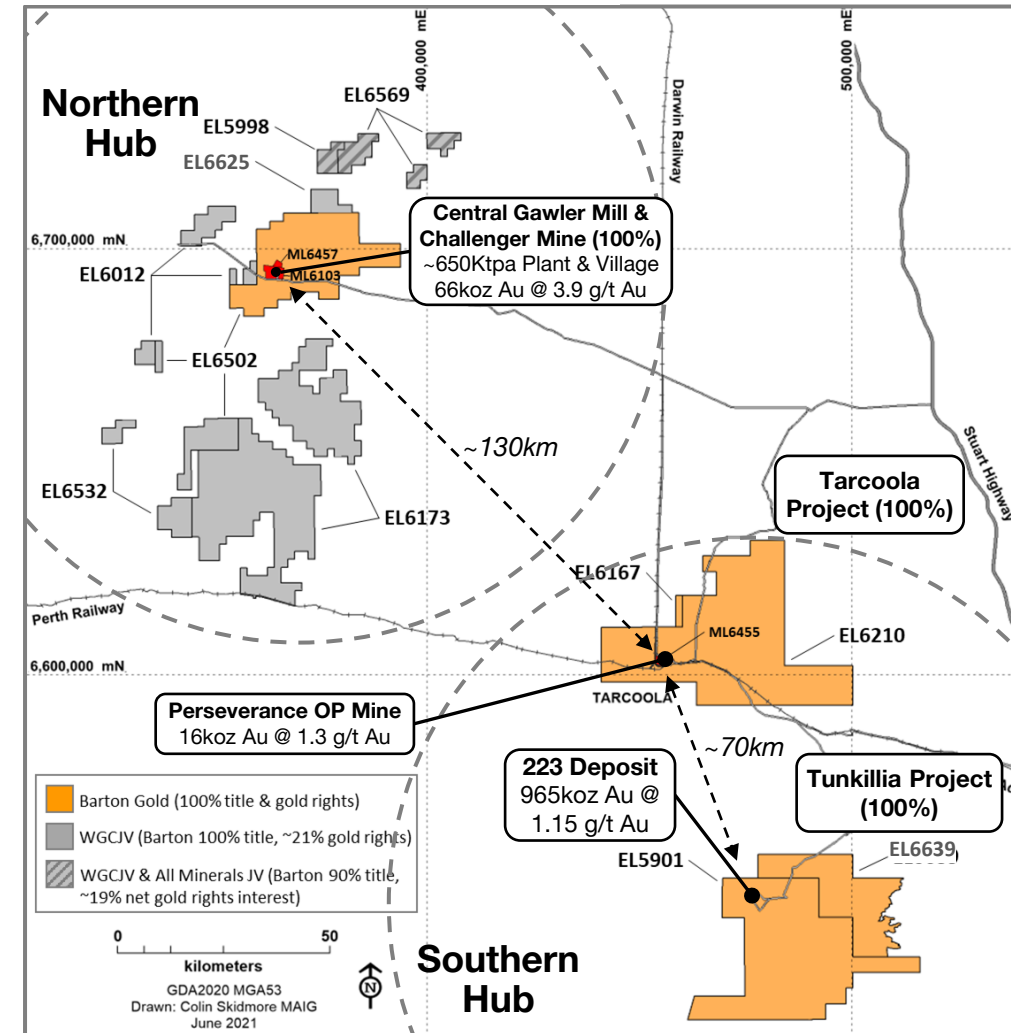 400,000 mE
500,000 mE
Northern
Hub
EL6569
EL5998
EL6625
Darwin Railway
Central Gawler Mill &
Challenger Mine (100%)
~650Ktpa Plant & Village
66koz Au @ 3.9 g/t Au
6,700,000 mN
ML6457
ML6103
EL6012
EL6502
~130km
Stuart Highway
Tarcoola
Project (100%)
EL6532
EL6173
EL6167
Perth Railway
ML6455
EL6210
6,600,000 mN
TARCOOLA
Perseverance OP Mine
16koz Au @ 1.3 g/t Au
~70km
223 Deposit
965koz Au @
1.15 g/t Au
Tunkillia Project
(100%)
Barton Gold (100% title & gold rights)
WGCJV (Barton 100% title, ~21% gold rights)
WGCJV & All Minerals JV (Barton 90% title,
~19% net gold rights interest)
EL5901
EL6639
0 50
kilometers
GDA2020 MGA53
Drawn: Colin Skidmore MAIG
June 2021
N
Southern
Hub